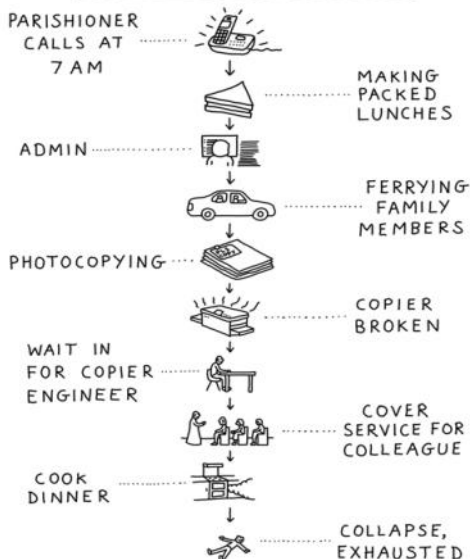 PARISHIONER
CALLS AT
7 AM
MAKING
PACKED
LUNCHES
ADMIN
FERRYING
FAMILY
MEMBERS
PHOTOCOPYING
COPIER
BROKEN
WAIT IN
FOR COPIER
ENGINEER
COVER
SERVICE FOR
COLLEAGUE
COOK
DINNER
COLLAPSE,
EXHAUSTED